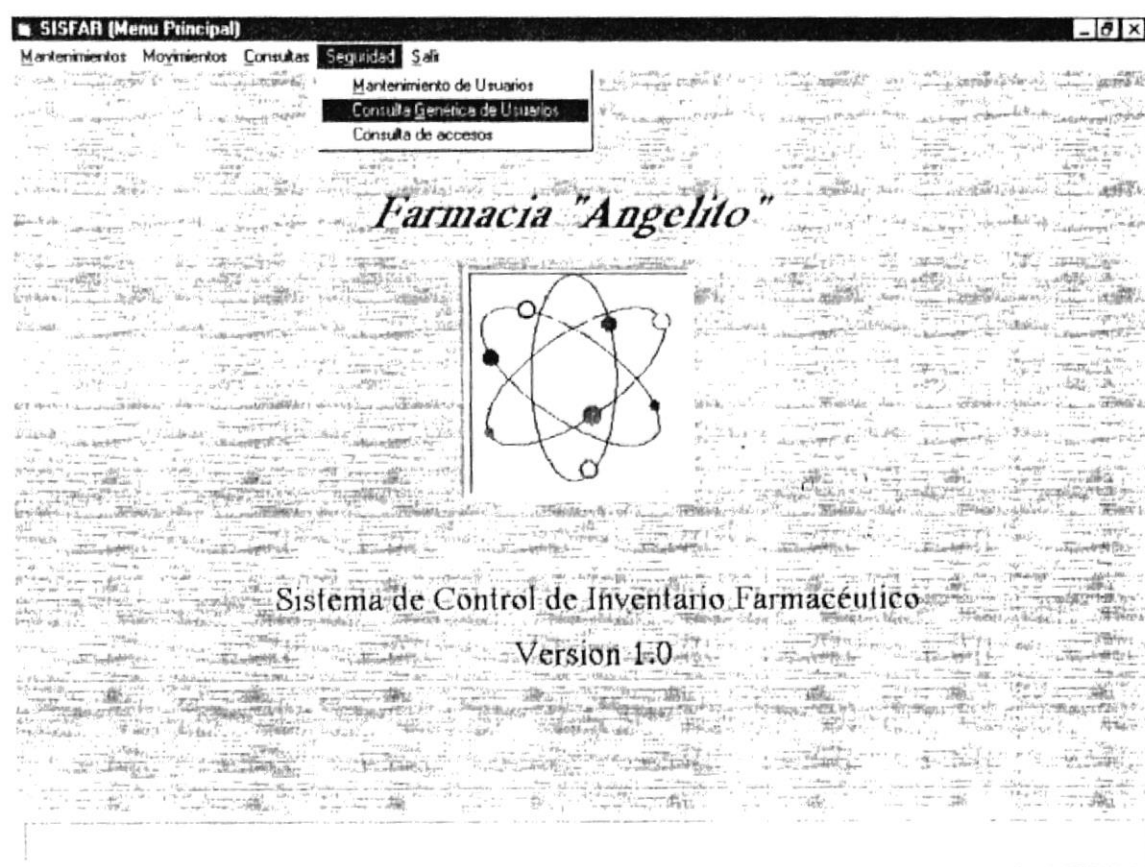 SISFAR (Menu Principal)
Mantenimientos Movimientos Consultas Seguridad Salir
Mantenimiento de Usuarios
Consulta Genérica de Usuarios
Consulta de accesos
Farmacia "Angelito"
Sistema de Control de Inventario Farmacéutico
Version 1.0